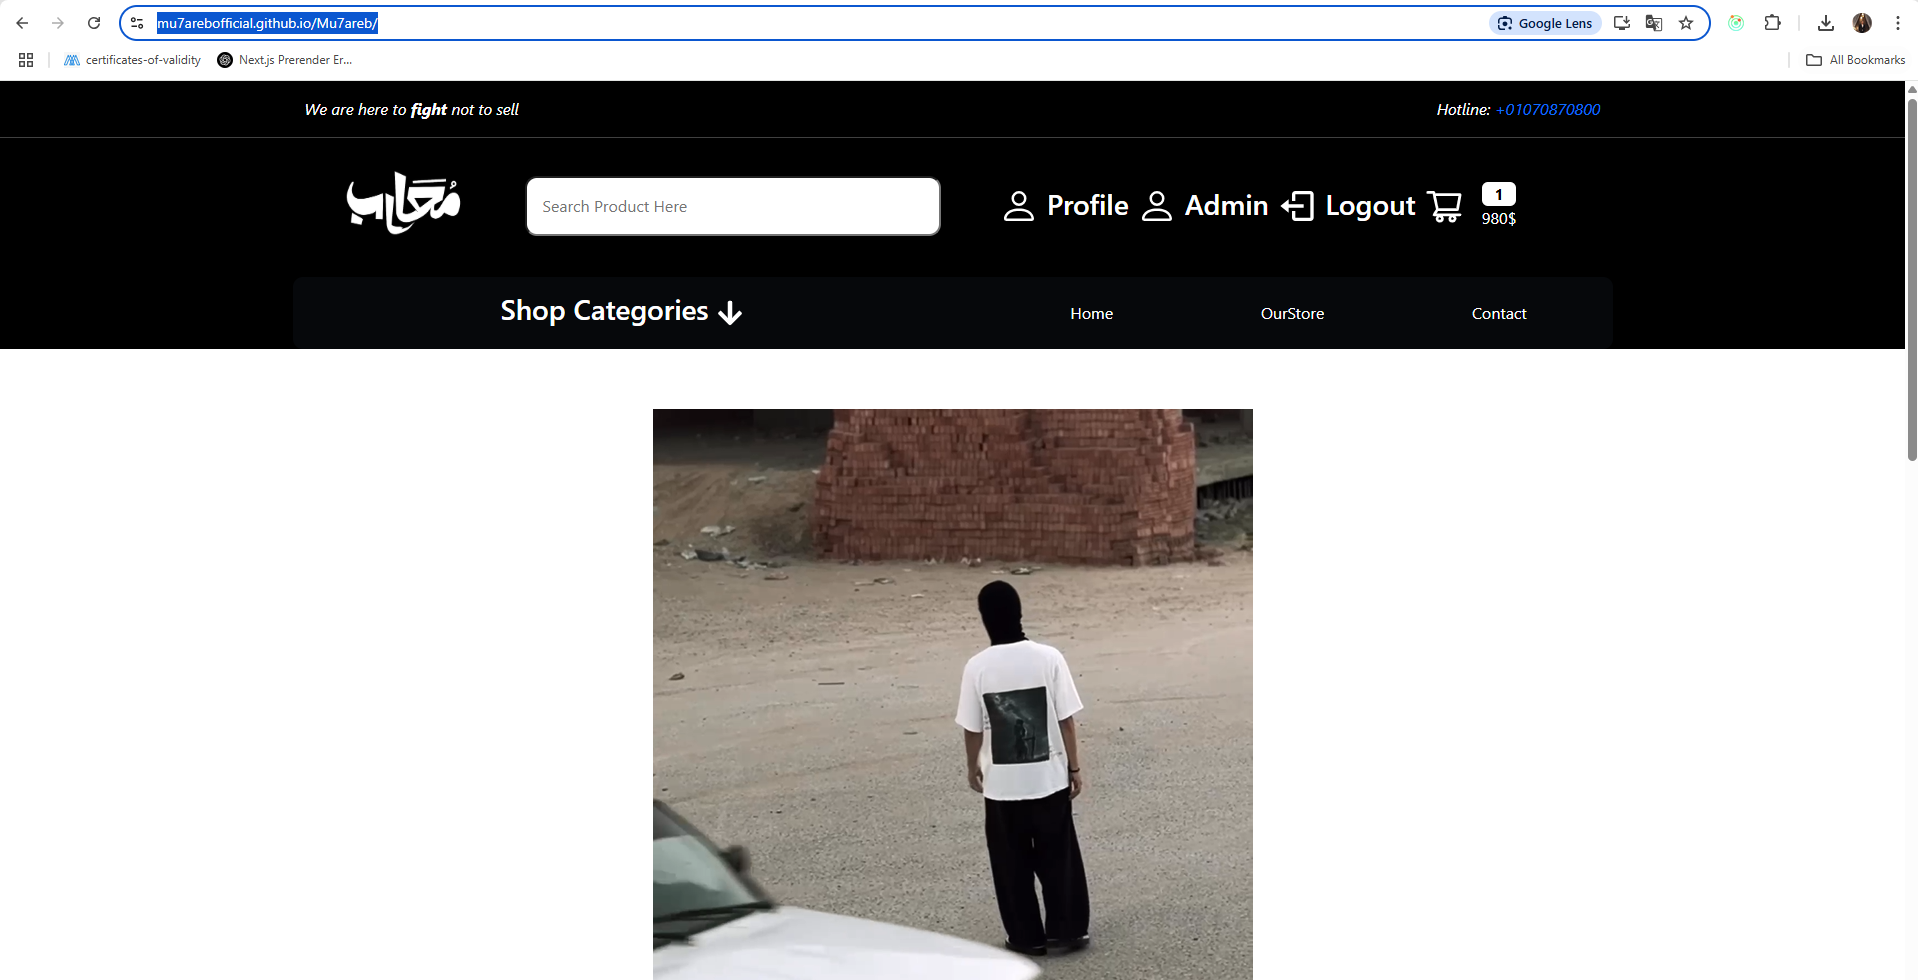 mu7arebofficial.github.io/Mu7areb/
Google Lens
certificates-of-validity
Next.js Prerender Er...
All Bookmarks
We are here to fight not to sell
Hotline: +01070870800
مُحَارِب
Search Product Here
Profile
Admin
Logout
1
980$
Shop Categories
Home
OurStore
Contact